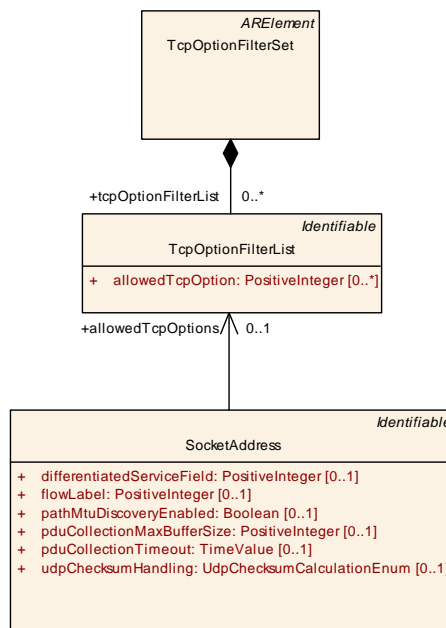 ARElement
TcpOptionFilterSet
+tcpOptionFilterList 0..*
Identifiable
TcpOptionFilterList
+ allowedTcpOption: PositiveInteger [0..*]
+allowedTcpOptions 0..1
Identifiable
SocketAddress
+ differentiatedServiceField: PositiveInteger [0..1]
+ flowLabel: PositiveInteger [0..1]
+ pathMtuDiscoveryEnabled: Boolean [0..1]
+ pduCollectionMaxBufferSize: PositiveInteger [0..1]
+ pduCollectionTimeout: TimeValue [0..1]
+ udpChecksumHandling: UdpChecksumCalculationEnum [0..1]